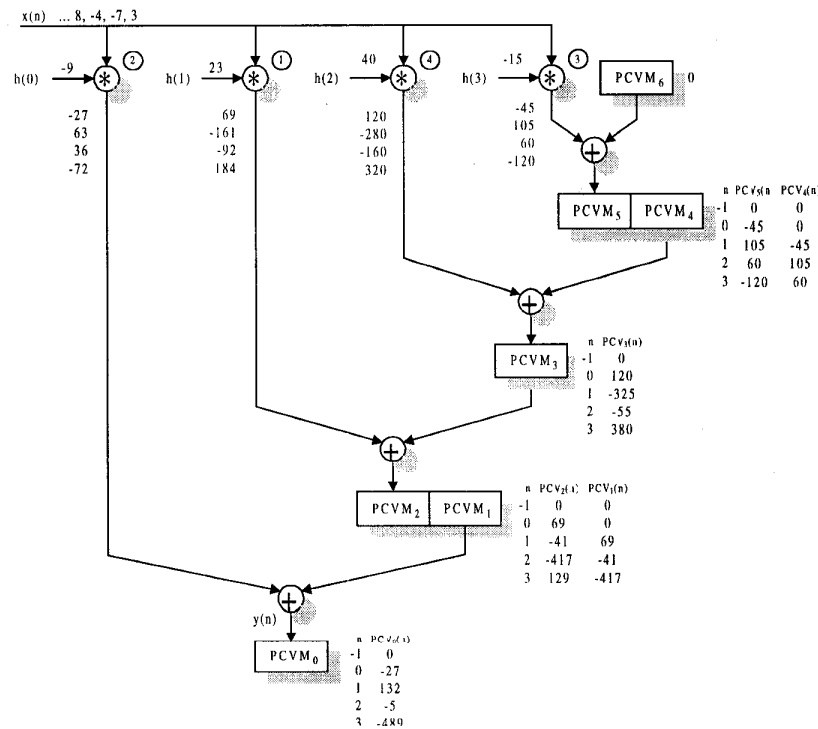 x(n) ... 8, -4, -7, 3
-9 ② 23 ① 40 ④ -15 ③
h(0) * h(1) * h(2) * h(3) * PCVM6 0
-27 69 120 -45
63 -161 -280 105
36 -92 -160 60
-72 184 320 -120
+
PCVM5 PCVM4
n PCV5(n PCV4(n
-1 0 0
0 -45 0
1 105 -45
2 60 105
3 -120 60
+
PCVM3
n PCV3(n)
-1 0
0 120
1 -325
2 -55
3 380
+
PCVM2 PCVM1
n PCV2( ) PCV1(n)
-1 0 0
0 69 0
1 -41 69
2 -417 -41
3 129 -417
+
y(n)
PCVM0
n
-1 0
0 -27
1 132
2 -5
3 -489